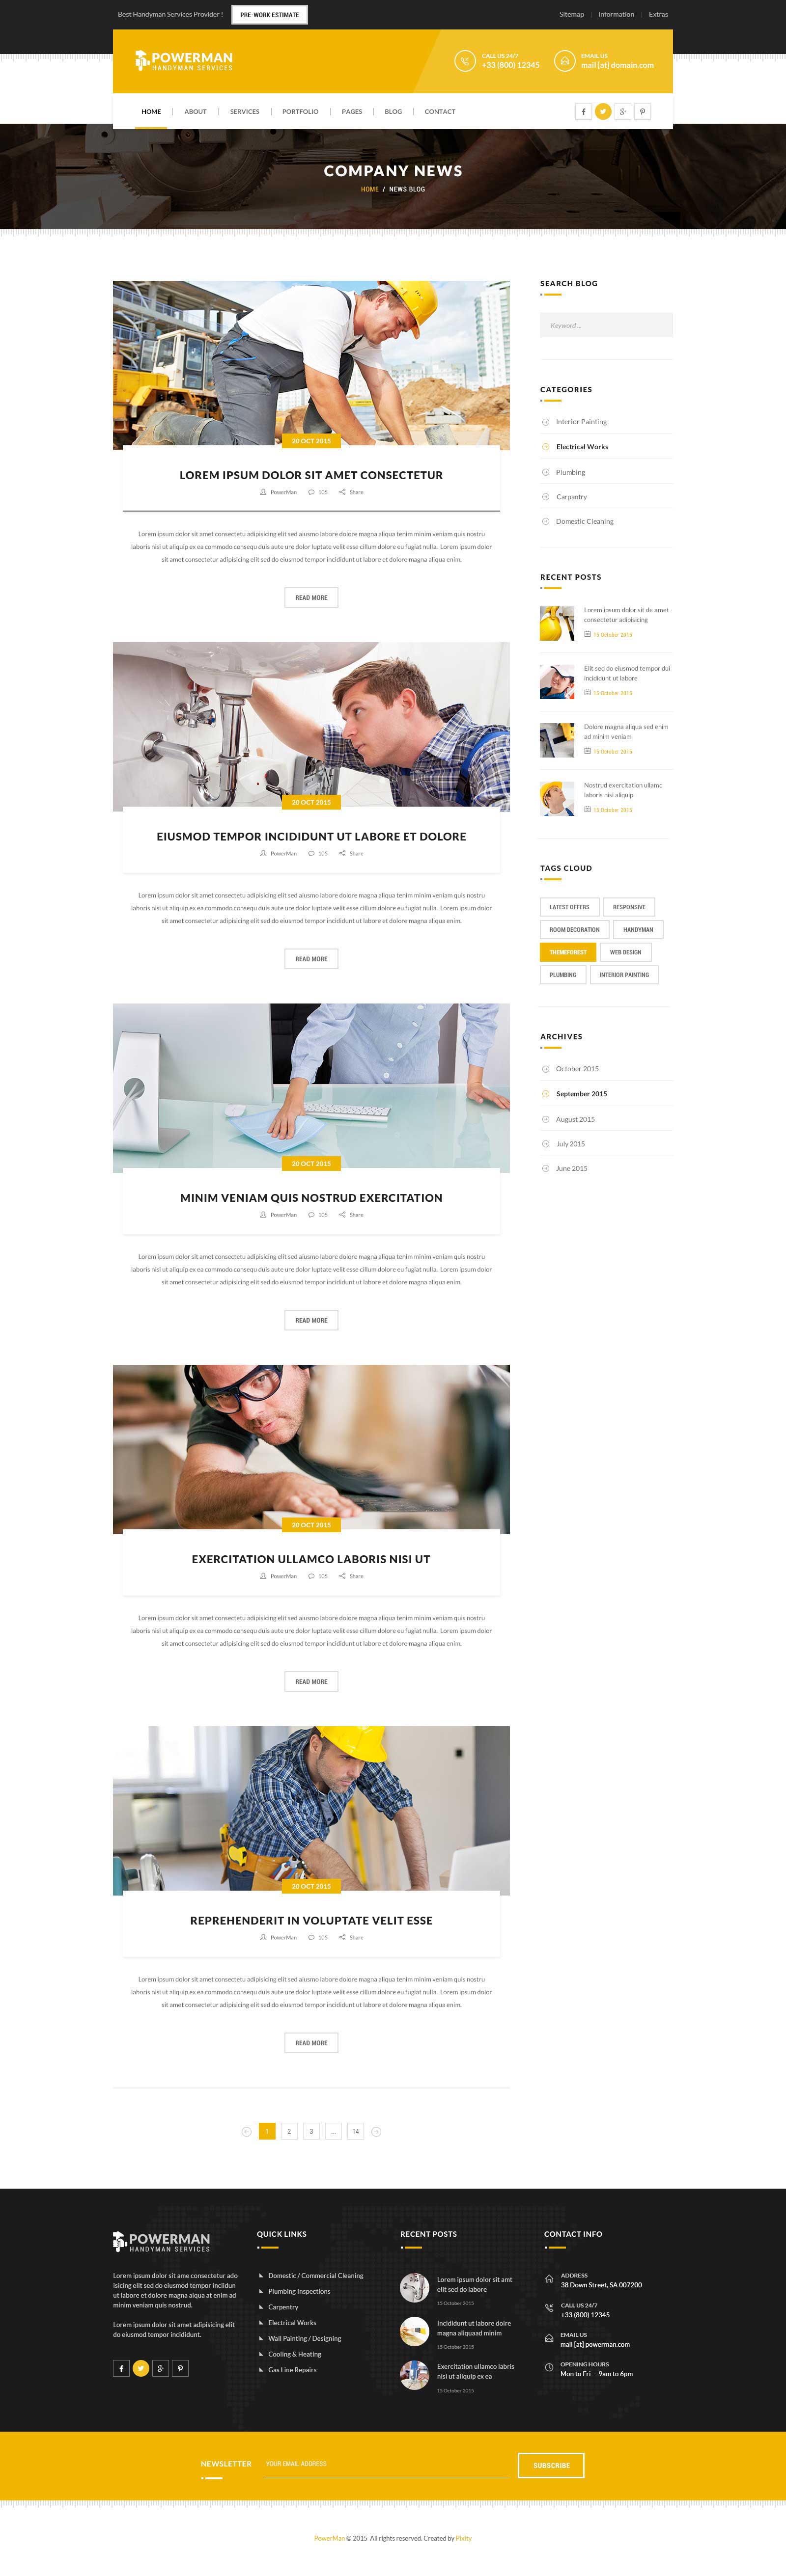 Best Handyman Services Provider !
PRE-WORK ESTIMATE
Sitemap
Information
Extras
POWERMAN
HANDYMAN SERVICES
CALL US 24/7
+33 (800) 12345
EMAIL US
mail [at] domain.com
HOME
ABOUT
SERVICES
PORTFOLIO
PAGES
BLOG
CONTACT
COMPANY NEWS
HOME / NEWS BLOG
20 OCT 2015
LOREM IPSUM DOLOR SIT AMET CONSECTETUR
PowerMan 105 Share
Lorem ipsum dolor sit amet consectetu adipisicing elit sed aiusmo labore dolore magna aliqua tenim minim veniam quis nostru
laboris nisi ut aliquip ex ea commodo consequ duis aute ure dolor luptate velit esse cillum dolore eu fugiat nulla. Lorem ipsum dolor
sit amet consectetur adipisicing elit sed do eiusmod tempor incididunt ut labore et dolore magna aliqua enim.
READ MORE
20 OCT 2015
EIUSMOD TEMPOR INCIDIDUNT UT LABORE ET DOLORE
PowerMan 105 Share
Lorem ipsum dolor sit amet consectetu adipisicing elit sed aiusmo labore dolore magna aliqua tenim minim veniam quis nostru
laboris nisi ut aliquip ex ea commodo consequ duis aute ure dolor luptate velit esse cillum dolore eu fugiat nulla. Lorem ipsum dolor
sit amet consectetur adipisicing elit sed do eiusmod tempor incididunt ut labore et dolore magna aliqua enim.
READ MORE
20 OCT 2015
MINIM VENIAM QUIS NOSTRUD EXERCITATION
PowerMan 105 Share
Lorem ipsum dolor sit amet consectetu adipisicing elit sed aiusmo labore dolore magna aliqua tenim minim veniam quis nostru
laboris nisi ut aliquip ex ea commodo consequ duis aute ure dolor luptate velit esse cillum dolore eu fugiat nulla. Lorem ipsum dolor
sit amet consectetur adipisicing elit sed do eiusmod tempor incididunt ut labore et dolore magna aliqua enim.
READ MORE
20 OCT 2015
EXERCITATION ULLAMCO LABORIS NISI UT
PowerMan 105 Share
Lorem ipsum dolor sit amet consectetu adipisicing elit sed aiusmo labore dolore magna aliqua tenim minim veniam quis nostru
laboris nisi ut aliquip ex ea commodo consequ duis aute ure dolor luptate velit esse cillum dolore eu fugiat nulla. Lorem ipsum dolor
sit amet consectetur adipisicing elit sed do eiusmod tempor incididunt ut labore et dolore magna aliqua enim.
READ MORE
20 OCT 2015
REPREHENDERIT IN VOLUPTATE VELIT ESSE
PowerMan 105 Share
Lorem ipsum dolor sit amet consectetu adipisicing elit sed aiusmo labore dolore magna aliqua tenim minim veniam quis nostru
laboris nisi ut aliquip ex ea commodo consequ duis aute ure dolor luptate velit esse cillum dolore eu fugiat nulla. Lorem ipsum dolor
sit amet consectetur adipisicing elit sed do eiusmod tempor incididunt ut labore et dolore magna aliqua enim.
READ MORE
1 2 3 ... 14
SEARCH BLOG
Keyword ...
CATEGORIES
Interior Painting
Electrical Works
Plumbing
Carpantry
Domestic Cleaning
RECENT POSTS
Lorem ipsum dolor sit de amet
consectetur adipisicing
15 October 2015
Elit sed do eiusmod tempor dui
incididunt ut labore
15 October 2015
Dolore magna aliqua sed enim
ad minim veniam
15 October 2015
Nostrud exercitation ullamc
laboris nisi aliquip
15 October 2015
TAGS CLOUD
LATEST OFFERS
RESPONSIVE
ROOM DECORATION
HANDYMAN
THEMEFOREST
WEB DESIGN
PLUMBING
INTERIOR PAINTING
ARCHIVES
October 2015
September 2015
August 2015
July 2015
June 2015
POWERMAN
HANDYMAN SERVICES
Lorem ipsum dolor sit ame consectetur ado
isicing elit sed do eiusmod tempor inciidun
ut labore et dolore magna aiqua at enim ad
minim veniam quis nostrud.
Lorem ipsum dolor sit amet adipisicing elit
do eiusmod tempor incididunt.
QUICK LINKS
Domestic / Commercial Cleaning
Plumbing Inspections
Carpentry
Electrical Works
Wall Painting / Designing
Cooling & Heating
Gas Line Repairs
RECENT POSTS
Lorem ipsum dolor sit amt
elit sed do labore
15 October 2015
Incididunt ut labore dolre
magna aliquaad minim
15 October 2015
Exercitation ullamco labris
nisi ut aliquip ex ea
15 October 2015
CONTACT INFO
ADDRESS
38 Down Street, SA 007200
CALL US 24/7
+33 (800) 12345
EMAIL US
mail [at] powerman.com
OPENING HOURS
Mon to Fri - 9am to 6pm
NEWSLETTER
YOUR EMAIL ADDRESS
SUBSCRIBE
PowerMan © 2015 All rights reserved. Created by Pixity